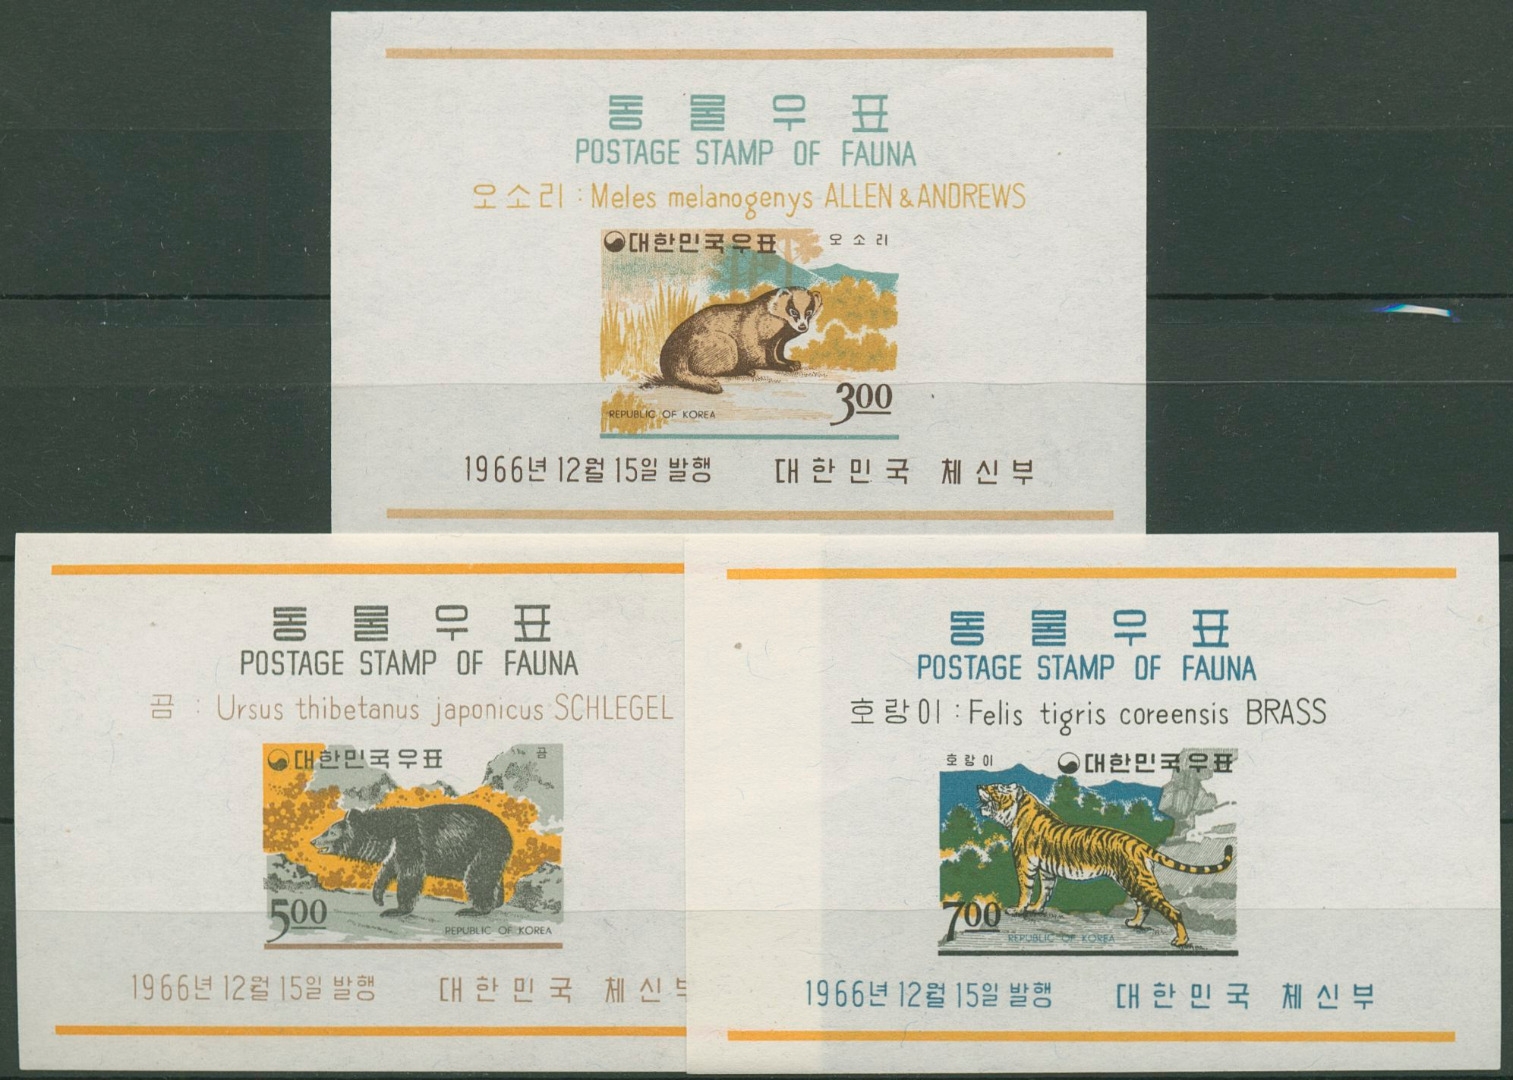 동물우표
POSTAGE STAMP OF FAUNA
오소리 : Meles melanogenys ALLEN & ANDREWS
대한민국우표 오소리
3.00
REPUBLIC OF KOREA
1966년 12월 15일 발행 대한민국 체신부
동물우표
POSTAGE STAMP OF FAUNA
곰 : Ursus thibetanus japonicus SCHLEGEL
대한민국우표 곰
5.00
REPUBLIC OF KOREA
1966년 12월 15일 발행 대한민국 체신
동물우표
POSTAGE STAMP OF FAUNA
호랑이 : Felis tigris coreensis BRASS
호랑이 대한민국우표
7.00
REPUBLIC OF KOREA
1966년 12월 15일 발행 대한민국 체신부